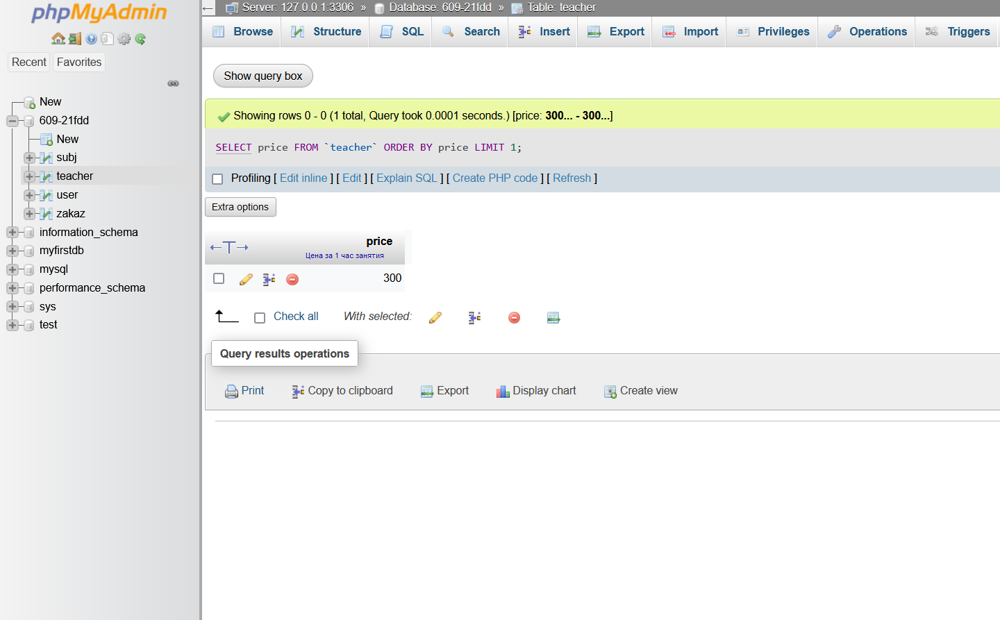 phpMyAdmin
Recent Favorites
New
609-21fdd
New
subj
teacher
user
zakaz
information_schema
myfirstdb
mysql
performance_schema
sys
test
Server: 127.0.0.1:3306 » Database: 609-21fdd » Table: teacher
Browse Structure SQL Search Insert Export Import Privileges Operations Triggers
Show query box
Showing rows 0 - 0 (1 total, Query took 0.0001 seconds.) [price: 300... - 300...]
SELECT price FROM `teacher` ORDER BY price LIMIT 1;
Profiling [ Edit inline ] [ Edit ] [ Explain SQL ] [ Create PHP code ] [ Refresh ]
Extra options
←T→ price
Цена за 1 час занятия
300
Check all With selected:
Query results operations
Print Copy to clipboard Export Display chart Create view